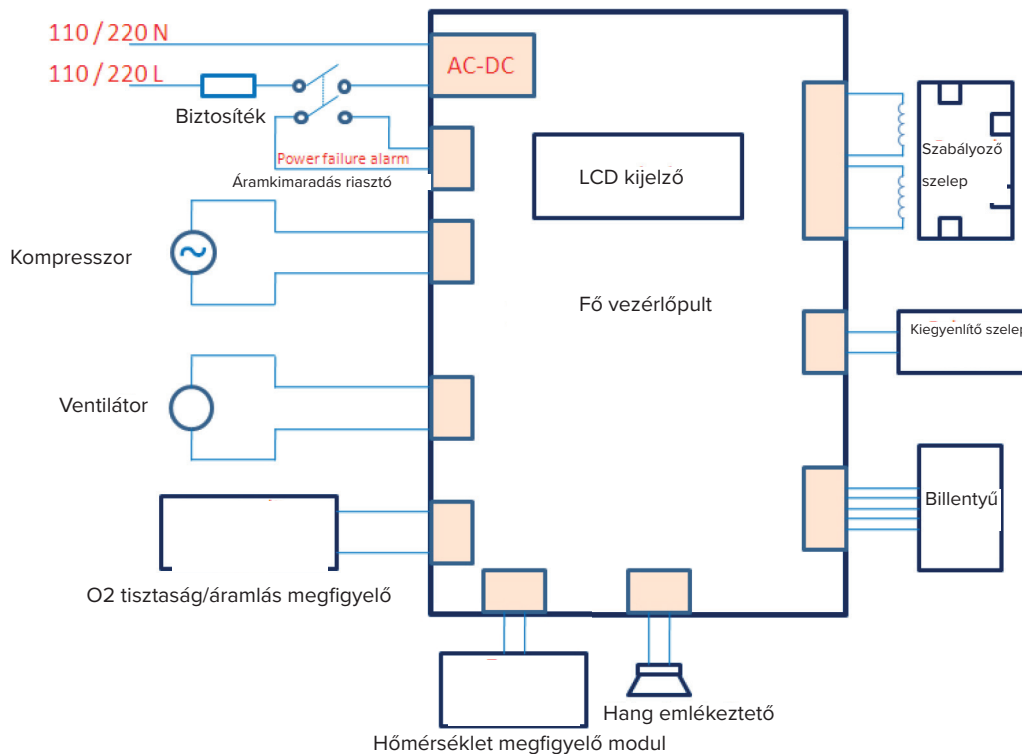 110 / 220 N
110 / 220 L
AC-DC
Biztosíték
Power failure alarm
Áramkimaradás riasztó
LCD kijelző
Szabályozó
szelep
Kompresszor
Fő vezérlőpult
Kiegyenlítő szelep
Ventilátor
Billentyű
O2 tisztaság/áramlás megfigyelő
Hang emlékeztető
Hőmérséklet megfigyelő modul